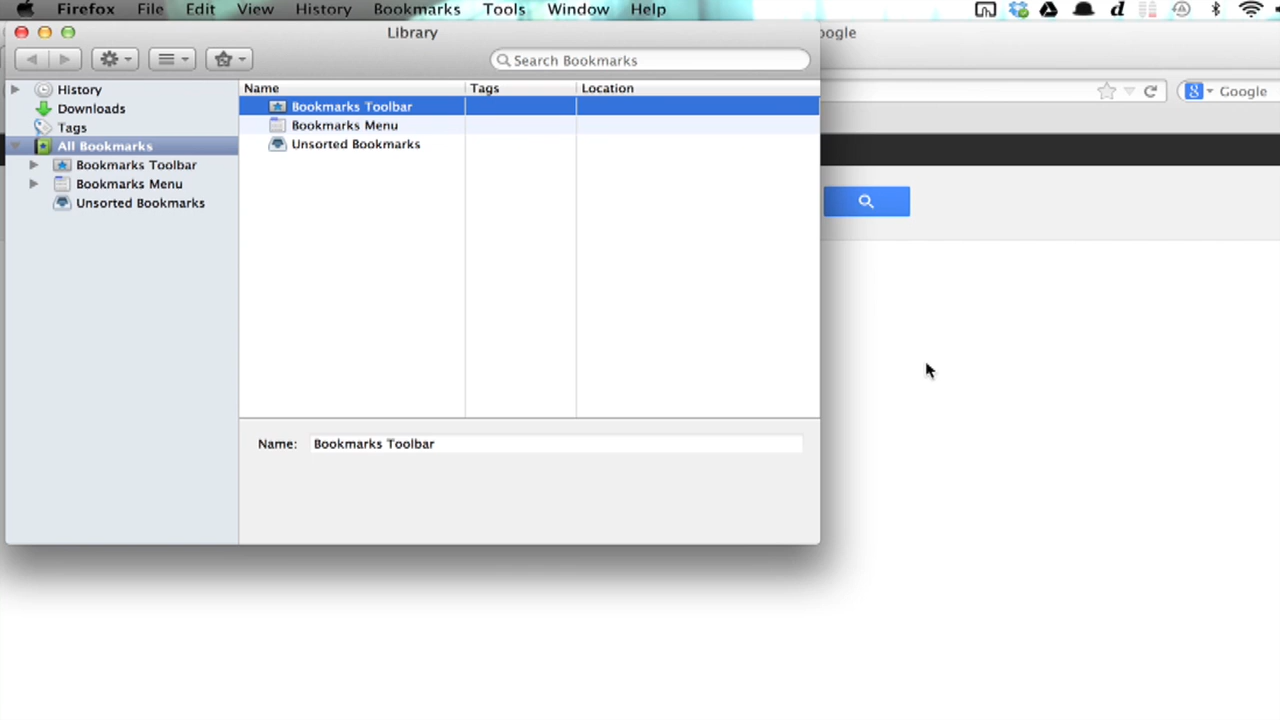 Firefox File Edit View History Bookmarks Tools Window Help
Library
oogle
Search Bookmarks
History
Downloads
Tags
All Bookmarks
Bookmarks Toolbar
Bookmarks Menu
Unsorted Bookmarks
Name Tags Location
Bookmarks Toolbar
Bookmarks Menu
Unsorted Bookmarks
Name: Bookmarks Toolbar
8 Google